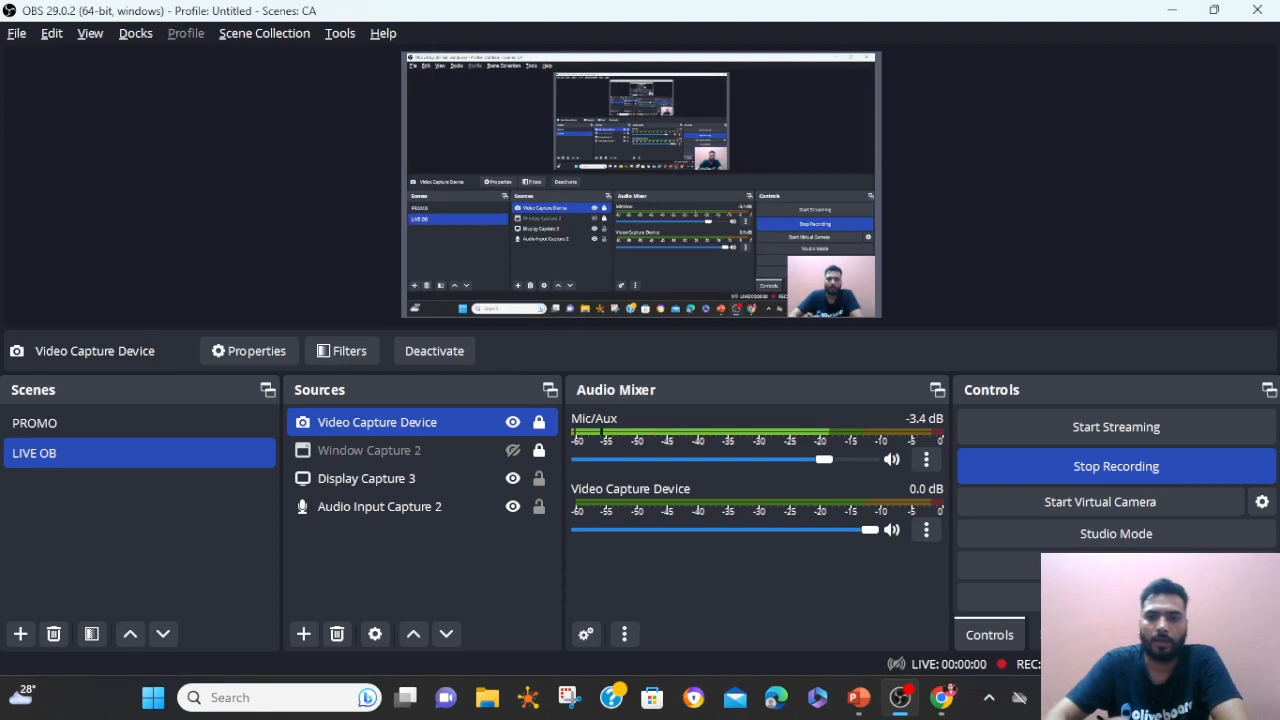 OBS 29.0.2 (64-bit, windows) - Profile: Untitled - Scenes: CA
File Edit View Docks Profile Scene Collection Tools Help
Video Capture Device Properties Filters Deactivate
Scenes
PROMO
LIVE OB
Sources
Video Capture Device
Window Capture 2
Display Capture 3
Audio Input Capture 2
Audio Mixer
Mic/Aux -3.4 dB
-60 -55 -50 -45 -40 -35 -30 -25 -20 -15 -10 -5 0
Video Capture Device 0.0 dB
-60 -55 -50 -45 -40 -35 -30 -25 -20 -15 -10 -5 0
Controls
Start Streaming
Stop Recording
Start Virtual Camera
Studio Mode
Controls
LIVE: 00:00:00 REC:
28°
Search
oliveboard